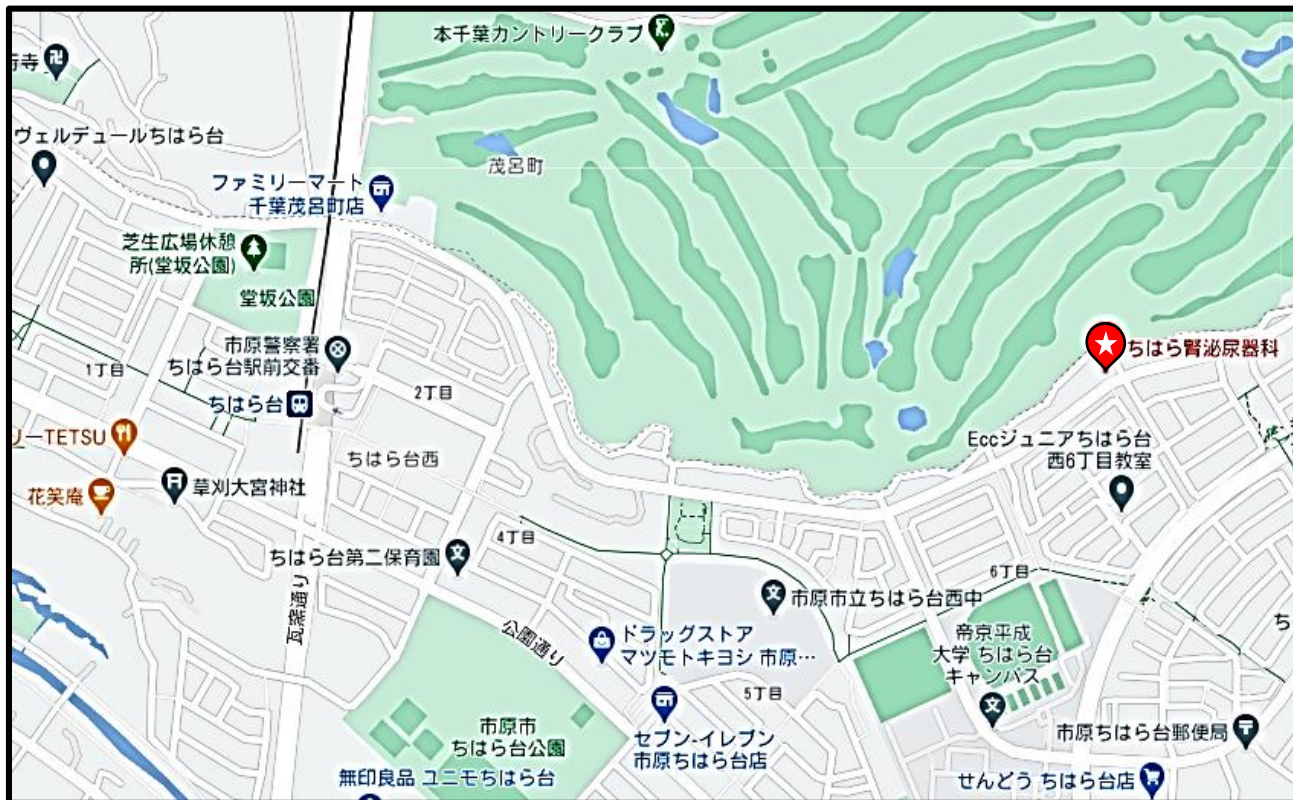 本千葉カントリークラブ
寺
ヴェルデュールちはら台
茂呂町
ファミリーマート
千葉茂呂町店
芝生広場休憩
所(堂坂公園)
堂坂公園
市原警察署
ちはら台駅前交番
ちはら腎泌尿器科
1丁目
2丁目
ちはら台
リーTETSU
ちはら台西
Eccジュニアちはら台
西6丁目教室
草刈大宮神社
花笑庵
4丁目
ちはら台第二保育園
6丁目
市原市立ちはら台西中
瓦窯通り
公園通り
ドラッグストア
マツモトキヨシ 市原…
帝京平成
大学 ちはら台
キャンパス
ち
5丁目
市原市
ちはら台公園
セブン-イレブン
市原ちはら台店
市原ちはら台郵便局
無印良品 ユニモちはら台
せんどう ちはら台店